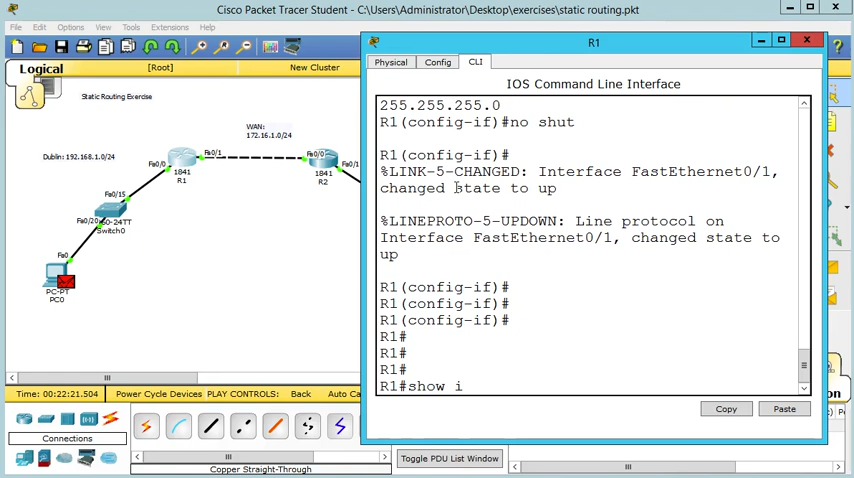 Cisco Packet Tracer Student - C:\Users\Administrator\Desktop\exercises\static routing.pkt
File Edit Options View Tools Extensions Help
Logical [Root] New Cluster
Static Routing Exercise
WAN:
172.16.1.0/24
Dublin: 192.168.1.0/24
Fa0/0
Fa0/1
Fa0/0
Fa0/1
1841
R1
1841
R2
Fa0/15
Fa0/20
60-24TT
Switch0
Fa0
PC-PT
PC0
R1
Physical Config CLI
IOS Command Line Interface
255.255.255.0
R1(config-if)#no shut
R1(config-if)#
%LINK-5-CHANGED: Interface FastEthernet0/1,
changed state to up
%LINEPROTO-5-UPDOWN: Line protocol on
Interface FastEthernet0/1, changed state to
up
R1(config-if)#
R1(config-if)#
R1(config-if)#
R1#
R1#
R1#
R1#show i
Copy Paste
Time: 00:22:21.504 Power Cycle Devices PLAY CONTROLS: Back Auto Ca
on
Connections
Copper Straight-Through
Toggle PDU List Window